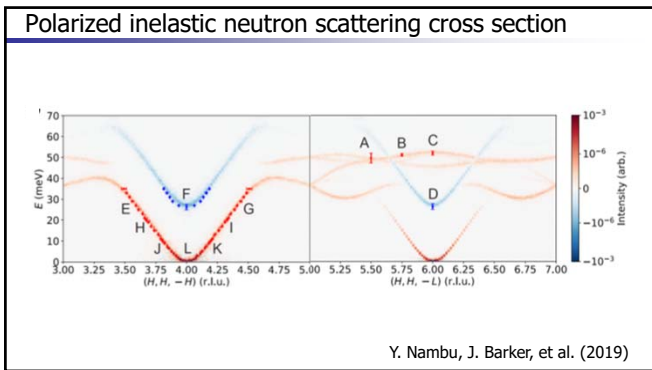 Polarized inelastic neutron scattering cross section
70
60
50
40
30
20
10
0
E (meV)
A
B
C
F
D
E
G
H
I
J
L
K
3.00 3.25 3.50 3.75 4.00 4.25 4.50 4.75 5.00 5.25 5.50 5.75 6.00 6.25 6.50 6.75 7.00
(H, H, −H) (r.l.u.)
(H, H, −L) (r.l.u.)
10⁻³
10⁻⁶
0
−10⁻⁶
−10⁻³
Intensity (arb.)
Y. Nambu, J. Barker, et al. (2019)